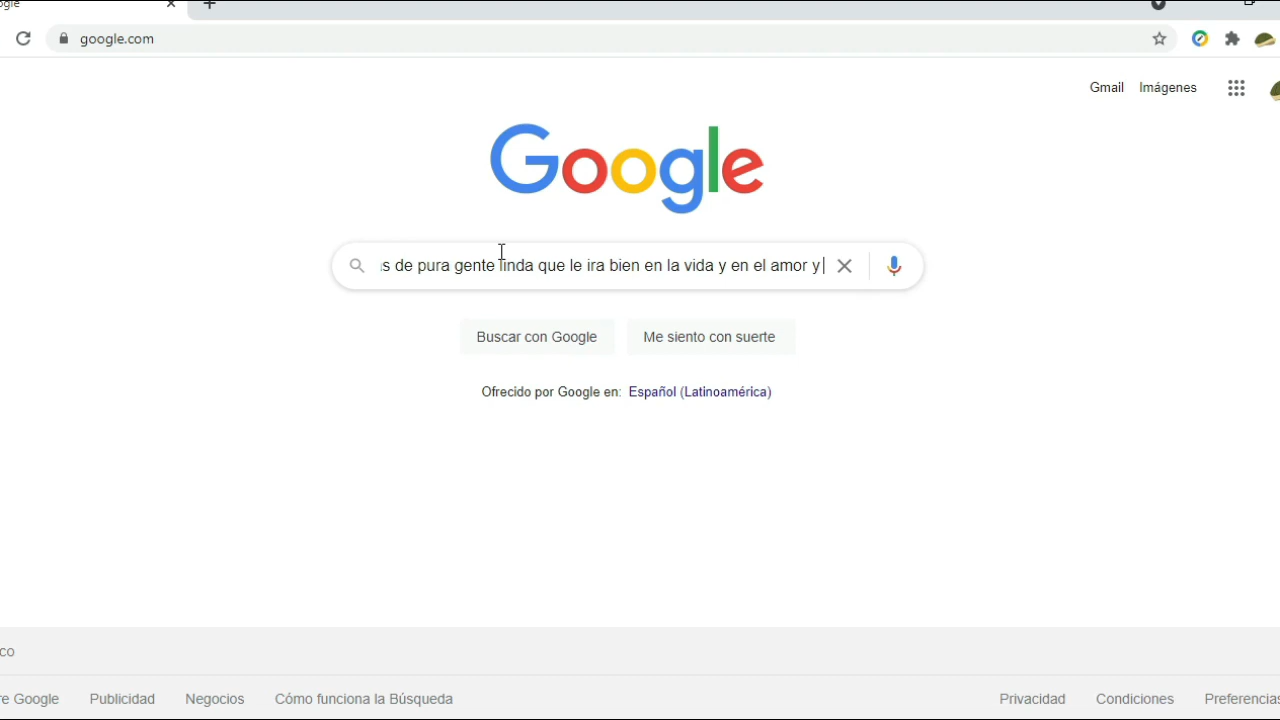 google.com
Gmail Imágenes
Google
de pura gente linda que le ira bien en la vida y en el amor y
Buscar con Google Me siento con suerte
Ofrecido por Google en: Español (Latinoamérica)
Google Publicidad Negocios Cómo funciona la Búsqueda Privacidad Condiciones